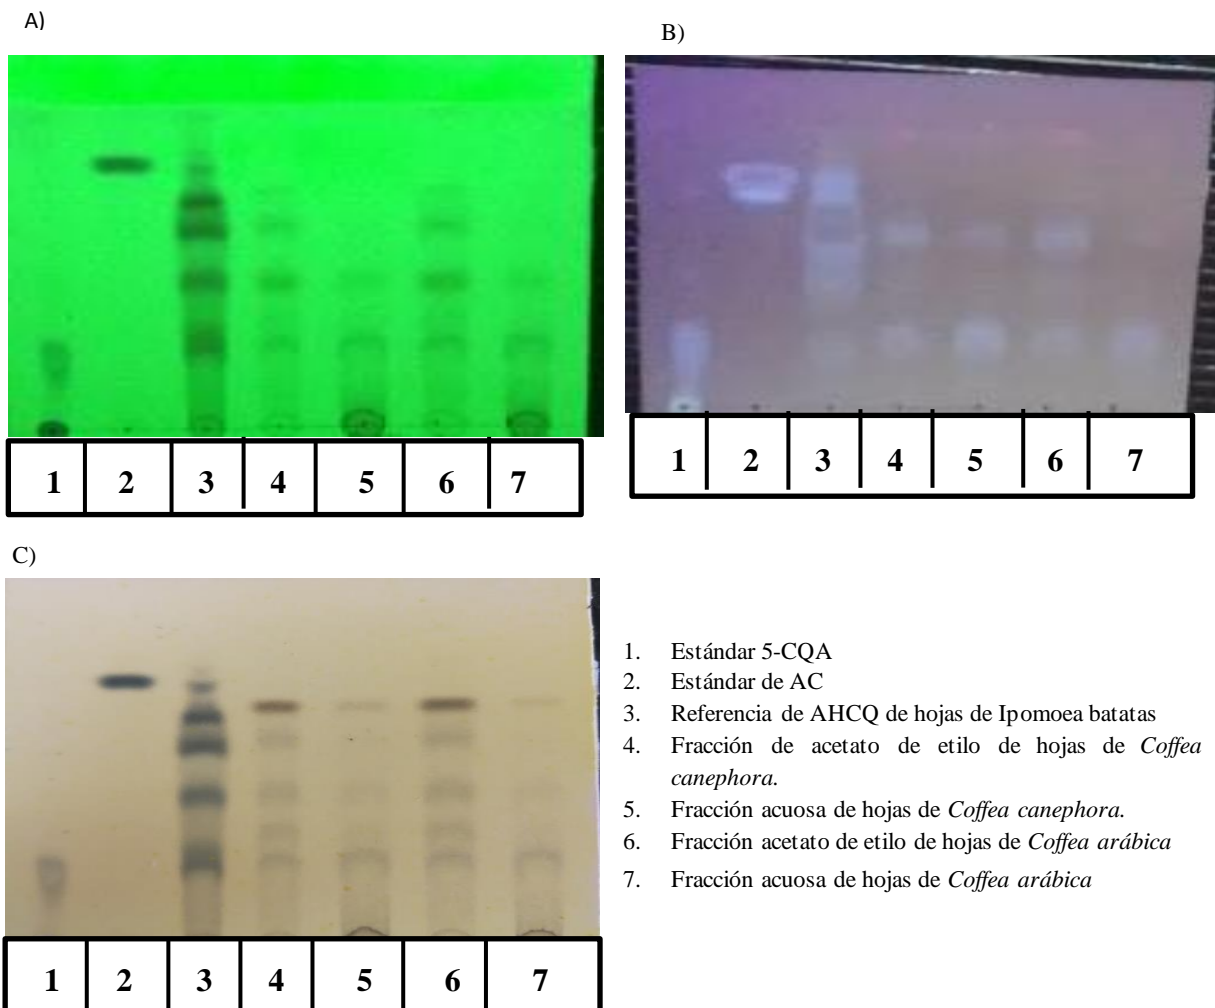 A)
B)
1 2 3 4 5 6 7
1 2 3 4 5 6 7
C)
1. Estándar 5-CQA
2. Estándar de AC
3. Referencia de AHCQ de hojas de Ipomoea batatas
4. Fracción de acetato de etilo de hojas de Coffea
canephora.
5. Fracción acuosa de hojas de Coffea canephora.
6. Fracción acetato de etilo de hojas de Coffea arábica
7. Fracción acuosa de hojas de Coffea arábica
1 2 3 4 5 6 7